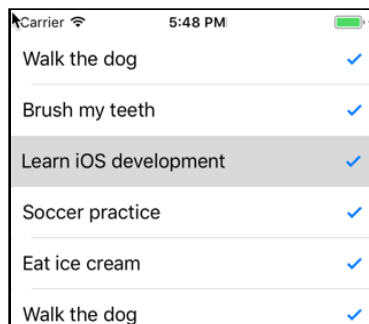 Carrier 5:48 PM
Walk the dog
Brush my teeth
Learn iOS development
Soccer practice
Eat ice cream
Walk the dog